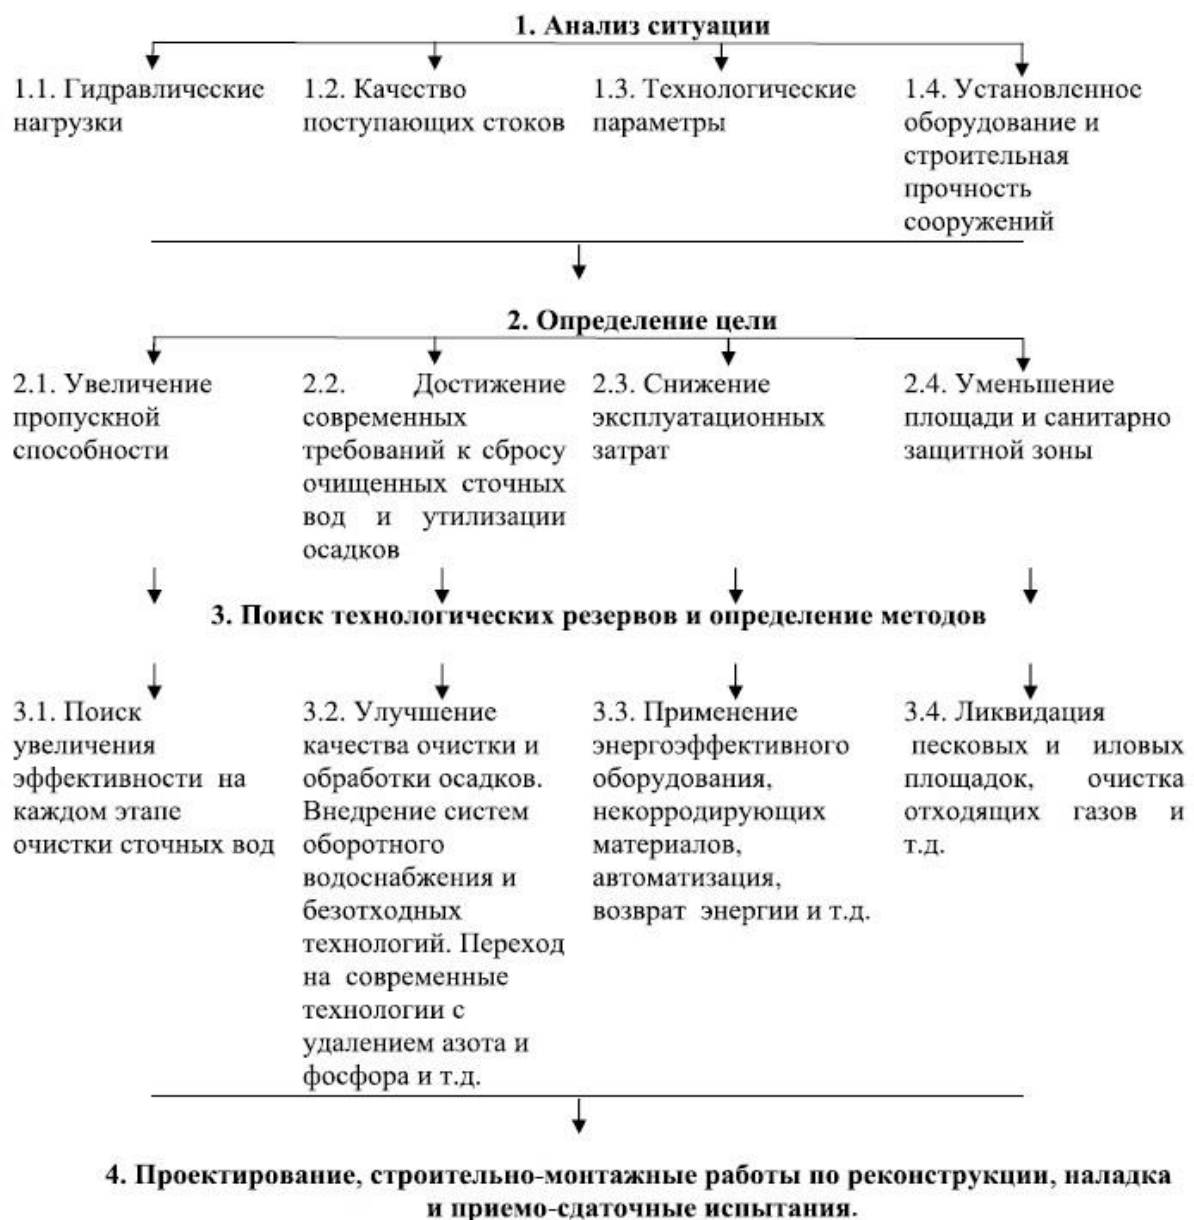 1. Анализ ситуации
1.1. Гидравлические
нагрузки
1.2. Качество
поступающих стоков
1.3. Технологические
параметры
1.4. Установленное
оборудование и
строительная
прочность
сооружений
2. Определение цели
2.1. Увеличение
пропускной
способности
2.2. Достижение
современных
требований к сбросу
очищенных сточных
вод и утилизации
осадков
2.3. Снижение
эксплуатационных
затрат
2.4. Уменьшение
площади и санитарно
защитной зоны
3. Поиск технологических резервов и определение методов
3.1. Поиск
увеличения
эффективности на
каждом этапе
очистки сточных вод
3.2. Улучшение
качества очистки и
обработки осадков.
Внедрение систем
оборотного
водоснабжения и
безотходных
технологий. Переход
на современные
технологии с
удалением азота и
фосфора и т.д.
3.3. Применение
энергоэффективного
оборудования,
некорродирующих
материалов,
автоматизация,
возврат энергии и т.д.
3.4. Ликвидация
песковых и иловых
площадок, очистка
отходящих газов и
т.д.
4. Проектирование, строительно-монтажные работы по реконструкции, наладка
и приемо-сдаточные испытания.